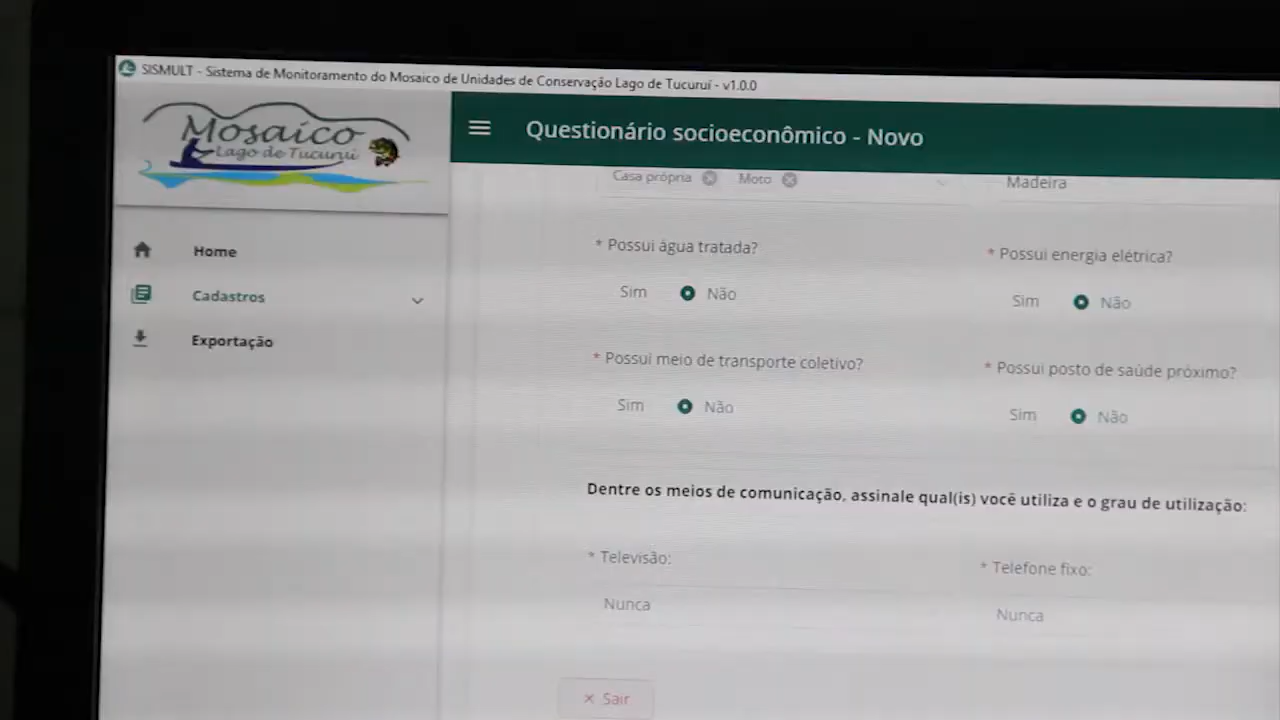 SISMULT - Sistema de Monitoramento do Mosaico de Unidades de Conservação Lago de Tucuruí - v1.0.0
Mosaico
Lago de Tucuruí
Questionário socioeconômico - Novo
Home
Cadastros
Exportação
Casa própria Moto Madeira
* Possui água tratada? * Possui energia elétrica?
Sim Não Sim Não
* Possui meio de transporte coletivo? * Possui posto de saúde próximo?
Sim Não Sim Não
Dentre os meios de comunicação, assinale qual(is) você utiliza e o grau de utilização:
* Televisão: * Telefone fixo:
Nunca Nunca
× Sair